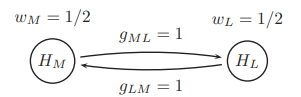 w_M = 1/2
w_L = 1/2
g_ML = 1
H_M
H_L
g_LM = 1